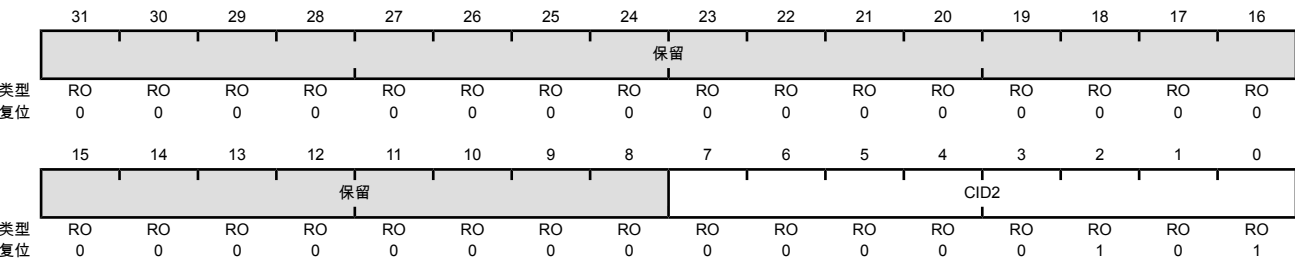 31 30 29 28 27 26 25 24 23 22 21 20 19 18 17 16
保留
类型 RO RO RO RO RO RO RO RO RO RO RO RO RO RO RO RO
复位 0 0 0 0 0 0 0 0 0 0 0 0 0 0 0 0
15 14 13 12 11 10 9 8 7 6 5 4 3 2 1 0
保留 CID2
类型 RO RO RO RO RO RO RO RO RO RO RO RO RO RO RO RO
复位 0 0 0 0 0 0 0 0 0 0 0 0 0 1 0 1